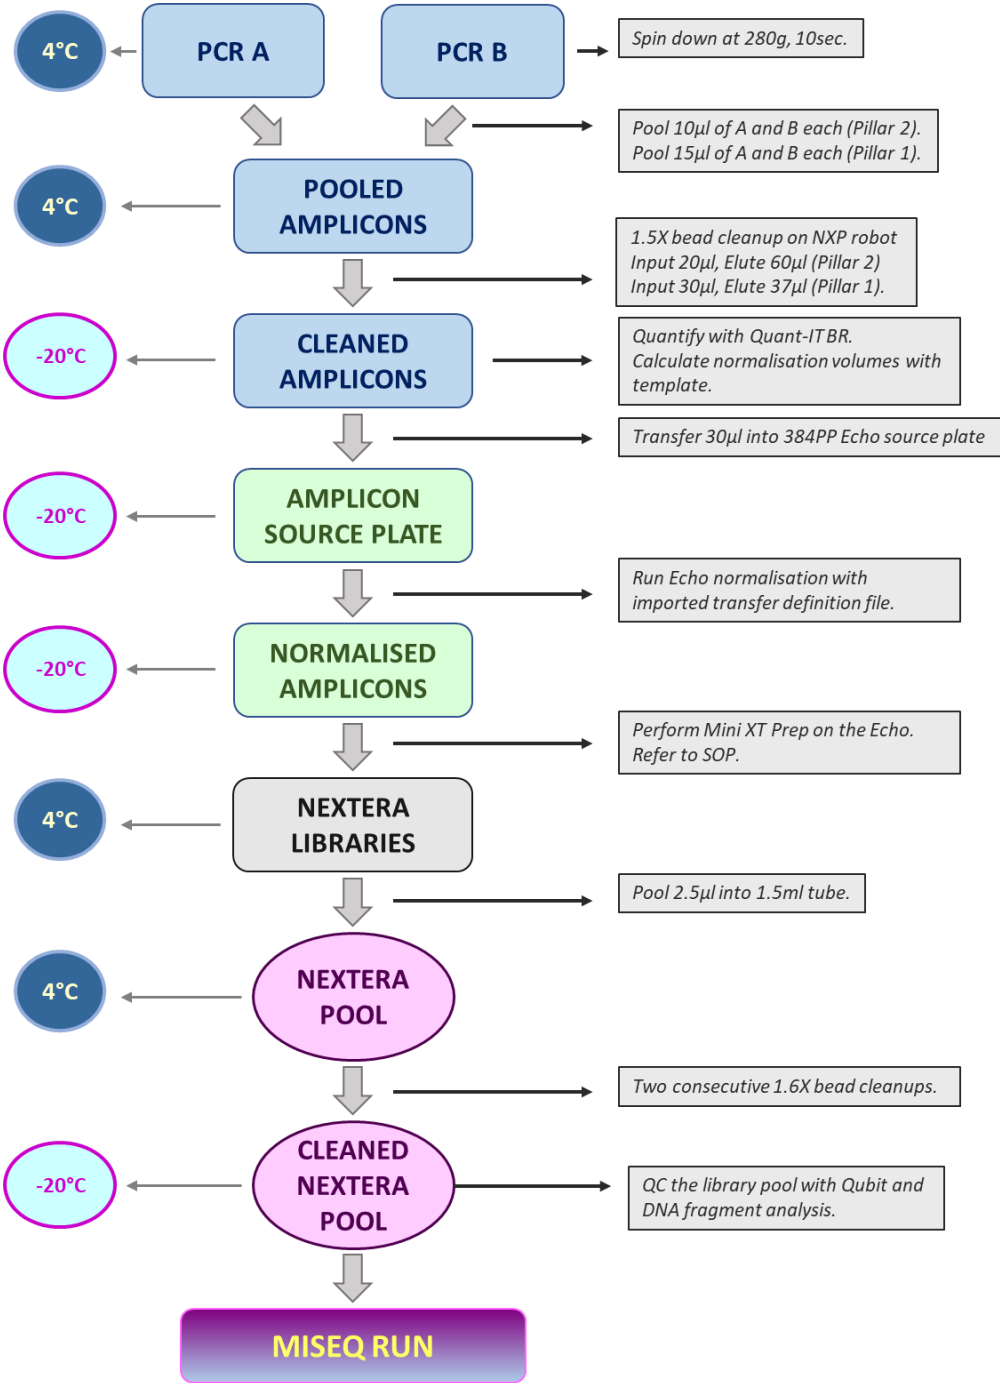 4°C
PCR A
PCR B
Spin down at 280g, 10sec.
Pool 10µl of A and B each (Pillar 2).
Pool 15µl of A and B each (Pillar 1).
4°C
POOLED
AMPLICONS
1.5X bead cleanup on NXP robot
Input 20µl, Elute 60µl (Pillar 2)
Input 30µl, Elute 37µl (Pillar 1).
-20°C
CLEANED
AMPLICONS
Quantify with Quant-IT BR.
Calculate normalisation volumes with
template.
Transfer 30µl into 384PP Echo source plate
-20°C
AMPLICON
SOURCE PLATE
Run Echo normalisation with
imported transfer definition file.
-20°C
NORMALISED
AMPLICONS
Perform Mini XT Prep on the Echo.
Refer to SOP.
4°C
NEXTERA
LIBRARIES
Pool 2.5µl into 1.5ml tube.
4°C
NEXTERA
POOL
Two consecutive 1.6X bead cleanups.
-20°C
CLEANED
NEXTERA
POOL
QC the library pool with Qubit and
DNA fragment analysis.
MISEQ RUN